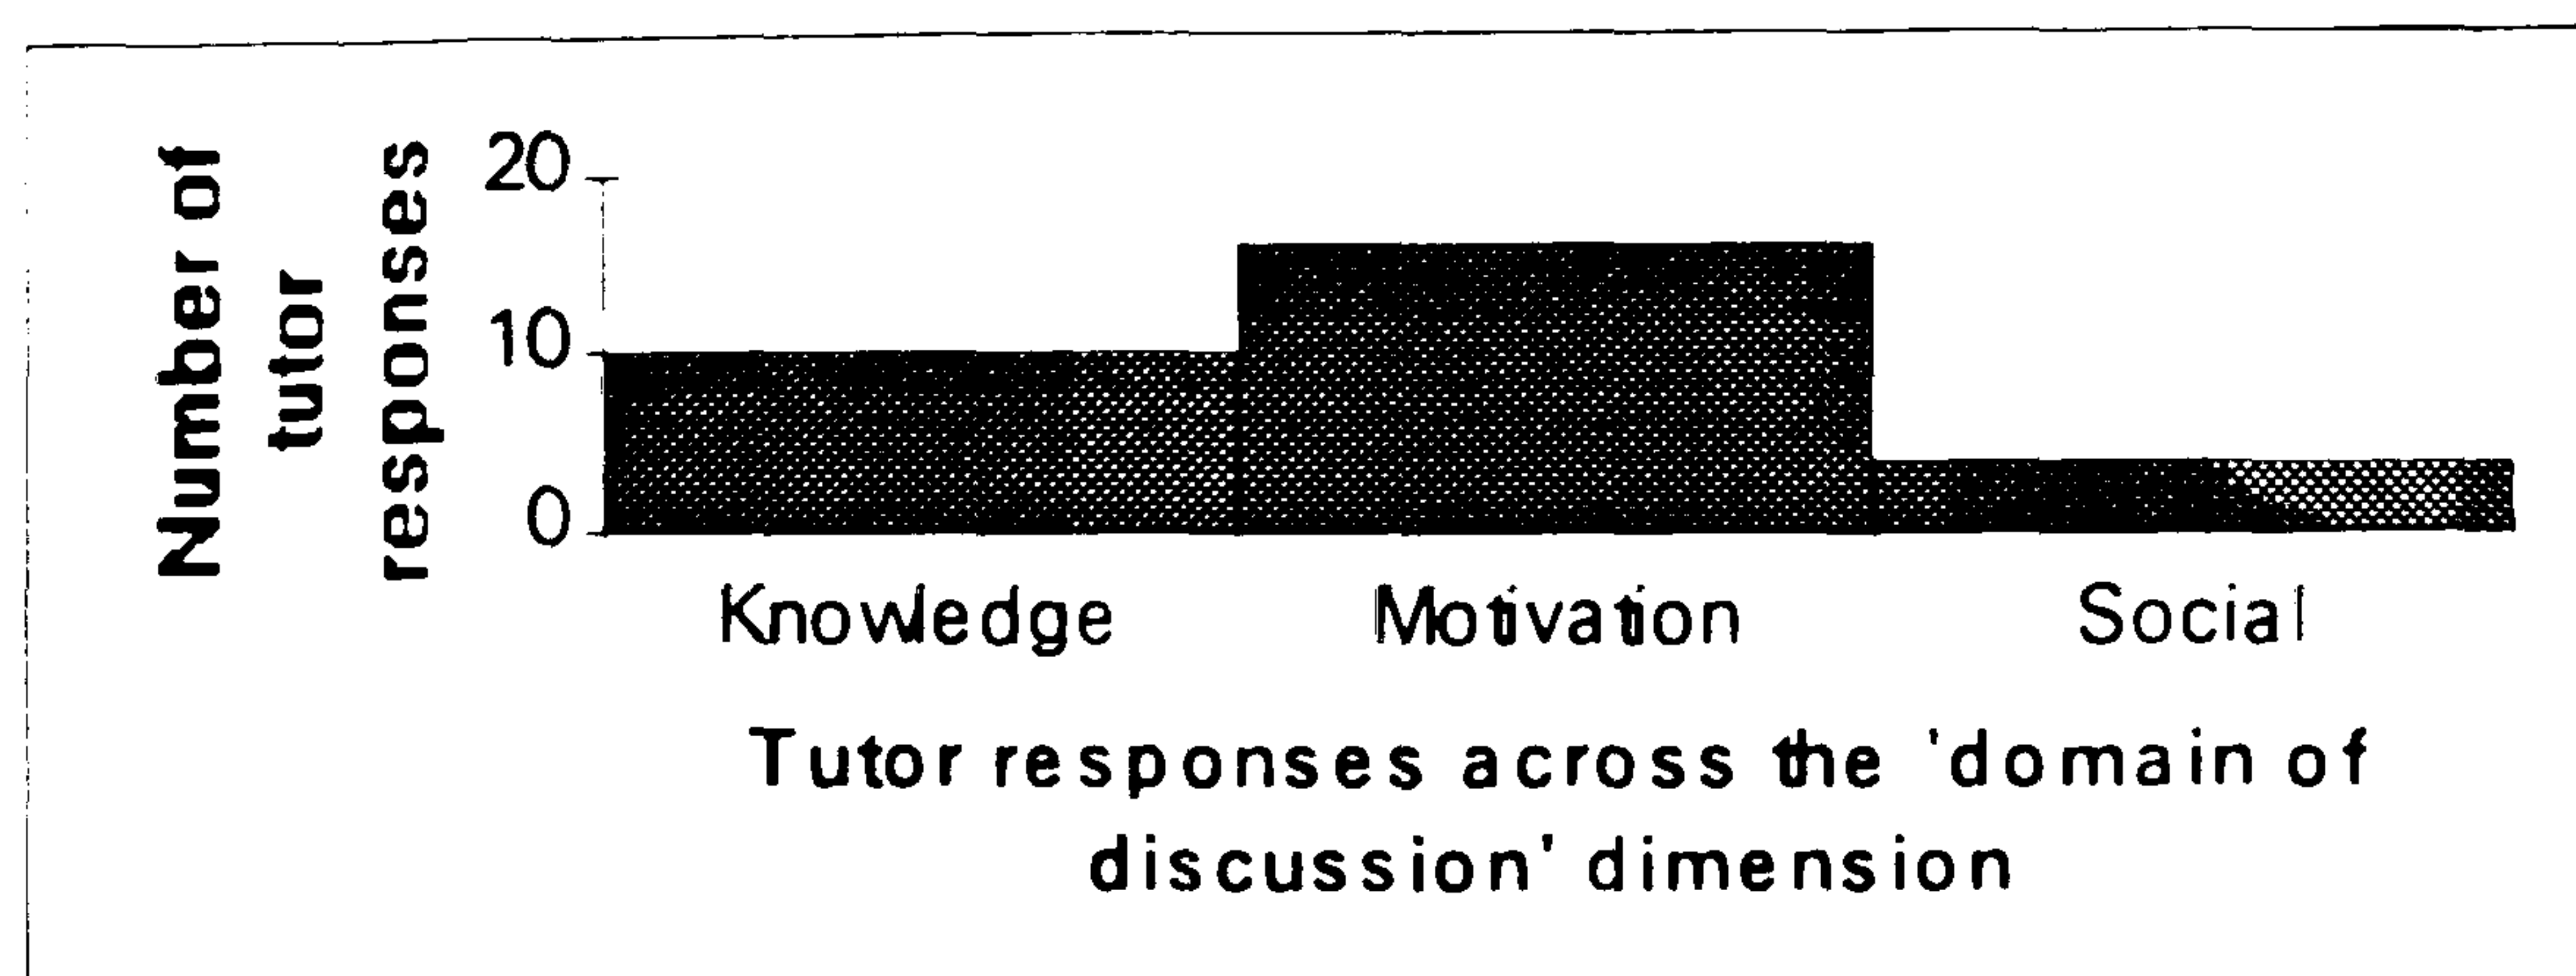 Number of
tutor
responses
20
10
0
Knowledge
Motivation
Social
Tutor responses across the 'domain of
discussion' dimension